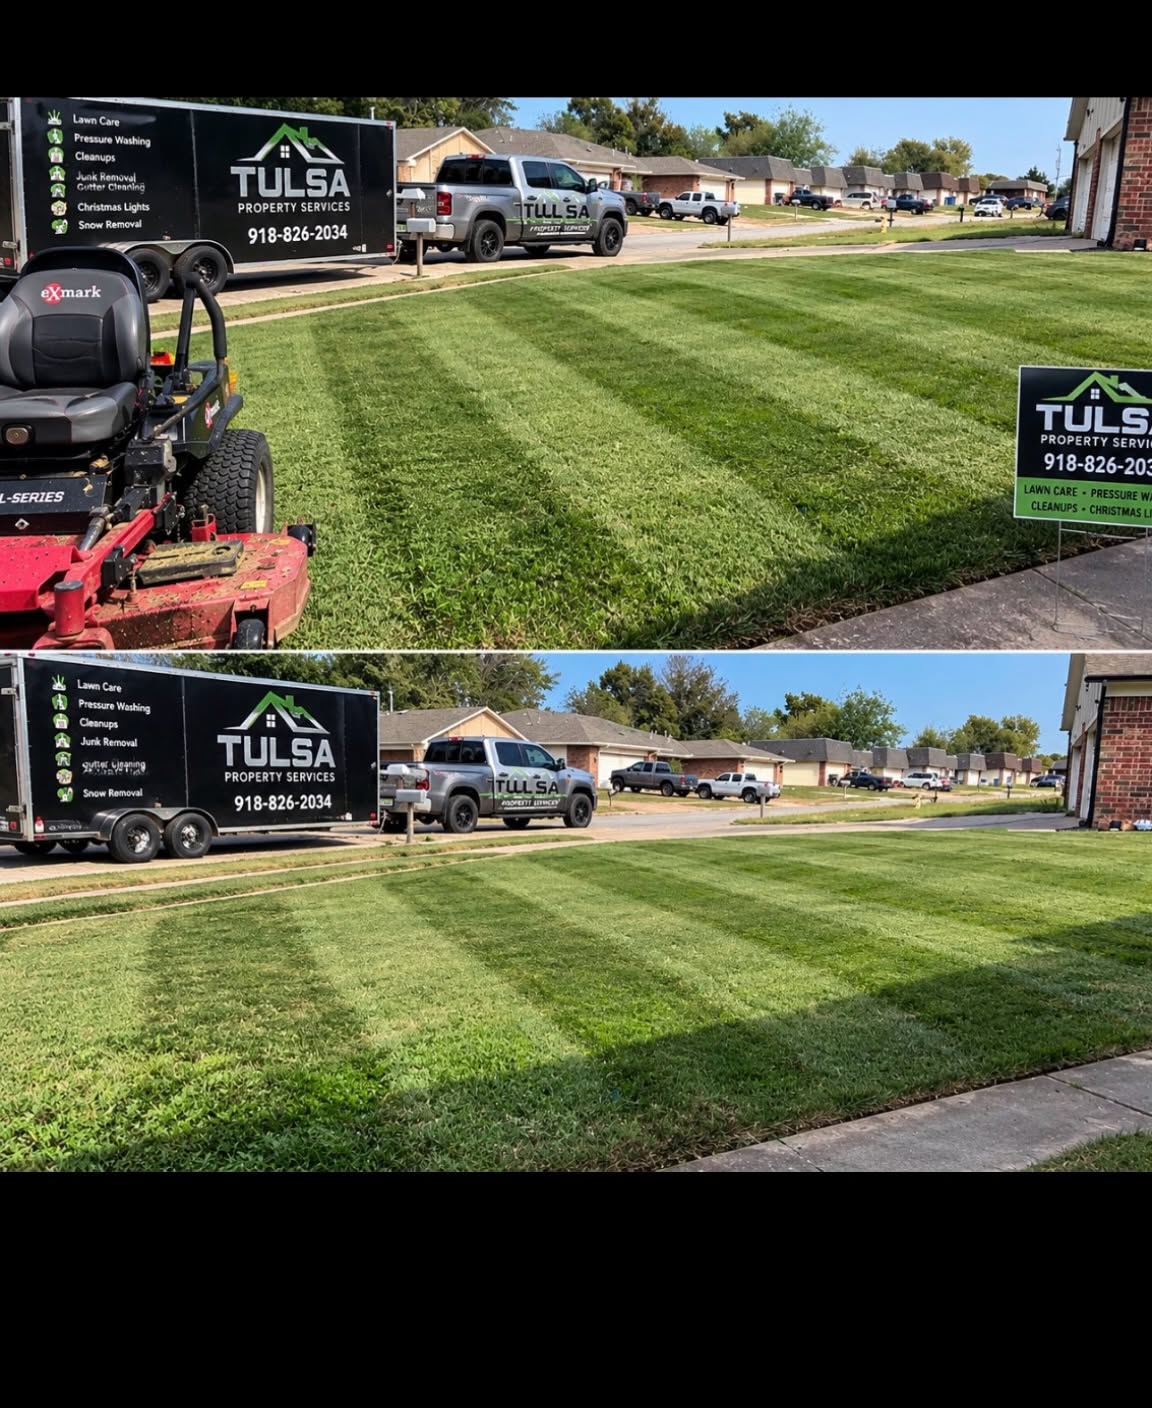 Lawn Care
Pressure Washing
Cleanups
Junk Removal
Gutter Cleaning
Christmas Lights
Snow Removal
TULSA
PROPERTY SERVICES
918-826-2034
TULSA
PROPERTY SERVICES
eXmark
L-SERIES
TULS
PROPERTY SERVIC
918-826-203
LAWN CARE • PRESSURE WA
CLEANUPS • CHRISTMAS LI
Lawn Care
Pressure Washing
Cleanups
Junk Removal
Gutter Cleaning
Snow Removal
TULSA
PROPERTY SERVICES
918-826-2034
TULSA
PROPERTY SERVICES